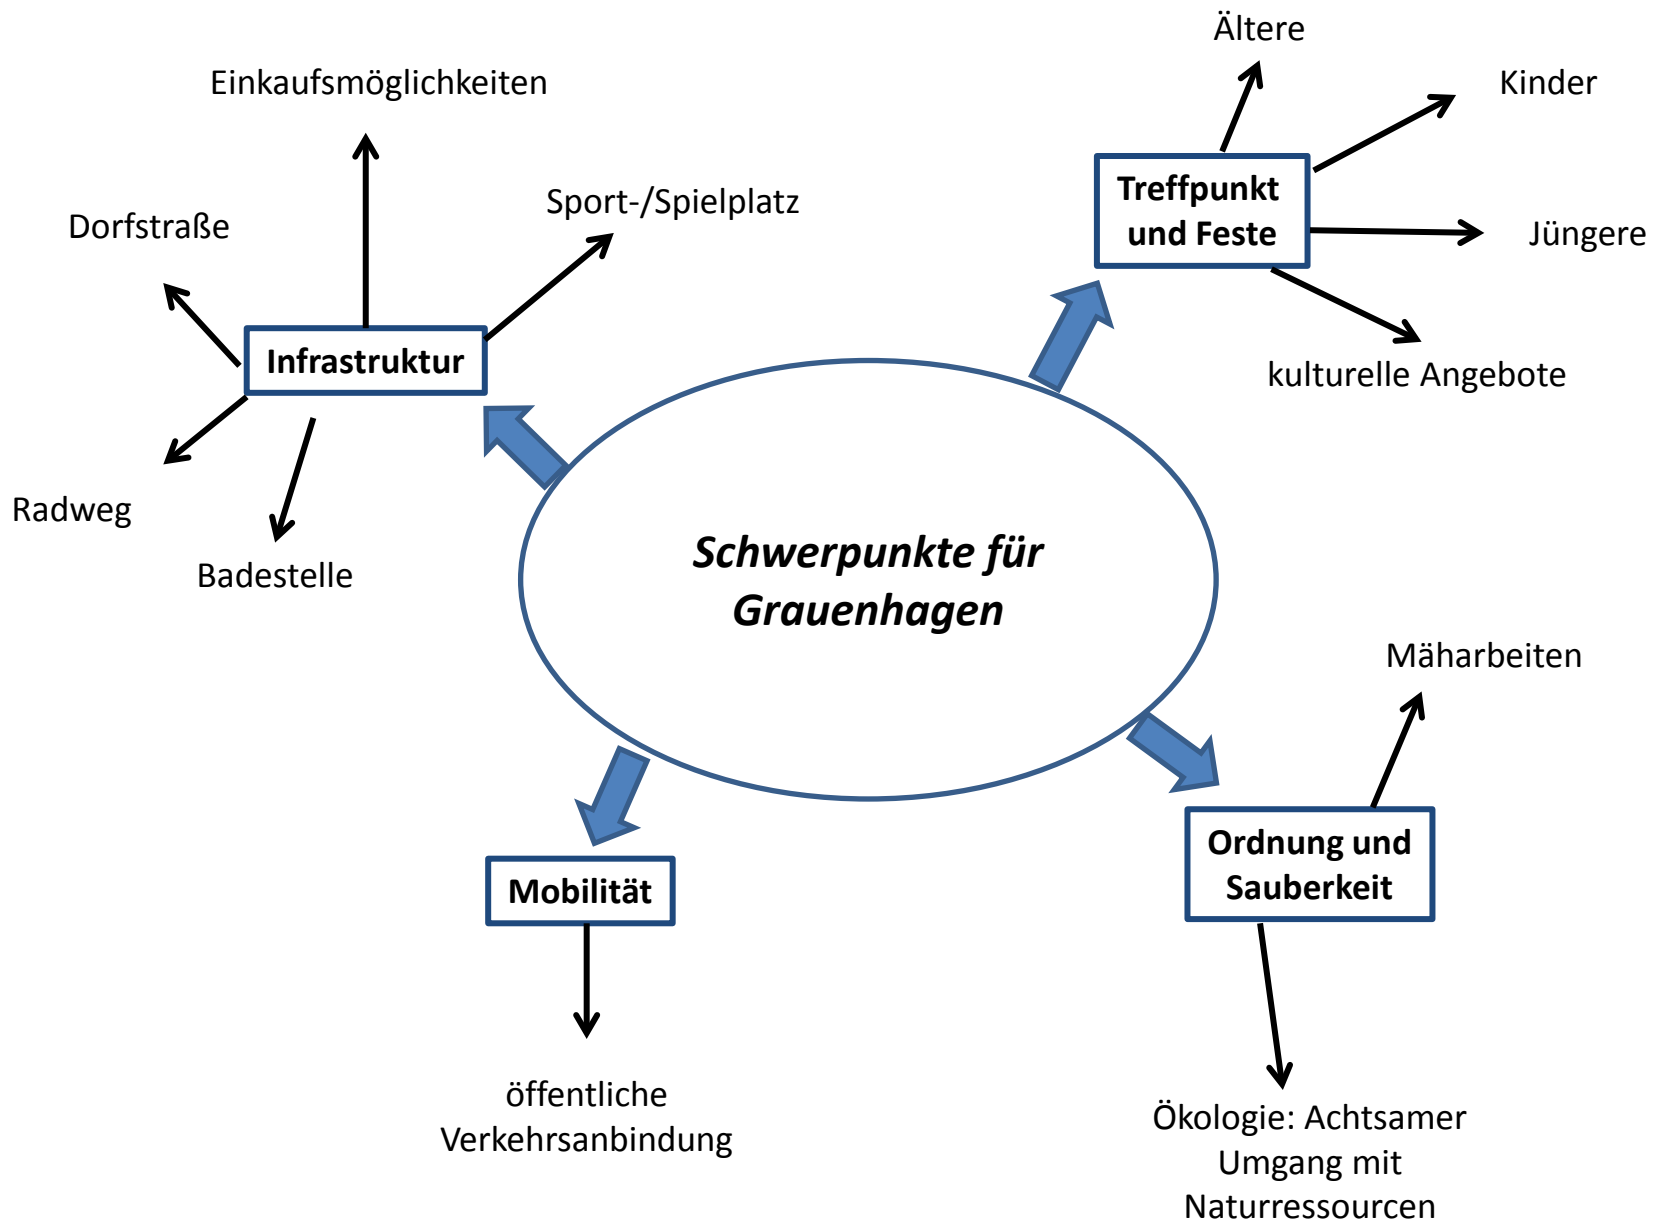 Ältere
Einkaufsmöglichkeiten
Kinder
Treffpunkt
und Feste
Sport-/Spielplatz
Dorfstraße
Jüngere
Infrastruktur
kulturelle Angebote
Radweg
Badestelle
Schwerpunkte für
Grauenhagen
Mäharbeiten
Ordnung und
Sauberkeit
Mobilität
öffentliche
Verkehrsanbindung
Ökologie: Achtsamer
Umgang mit
Naturressourcen